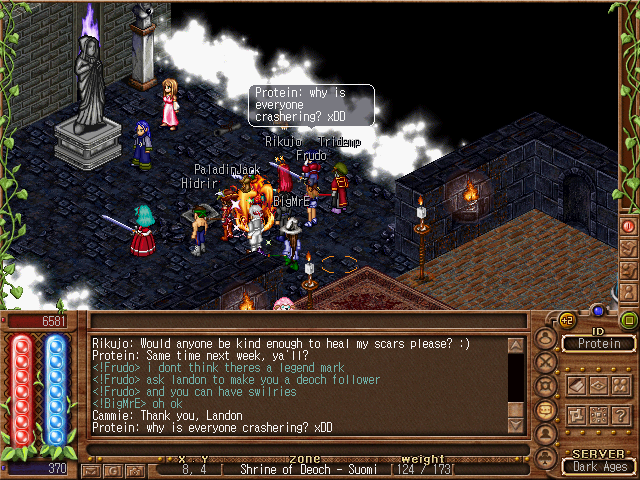 Protein: why is
everyone
crashering? xDD
Rikujo Tridemp
Frudo
PaladinJack
Hidrir
BigMrE
6581
+2
ID
Protein
Rikujo: Would anyone be kind enough to heal my scars please? :)
Protein: Same time next week, ya'll?
<!Frudo> i dont think theres a legend mark
<!Frudo> ask landon to make you a deoch follower
<!Frudo> and you can have swilries
<!BigMrE> oh ok
Cammie: Thank you, Landon
Protein: why is everyone crashering? xDD
370
X Y ZONE weight
8, 4 [ Shrine of Deoch - Suomi [124 / 173[
SERVER
Dark Ages